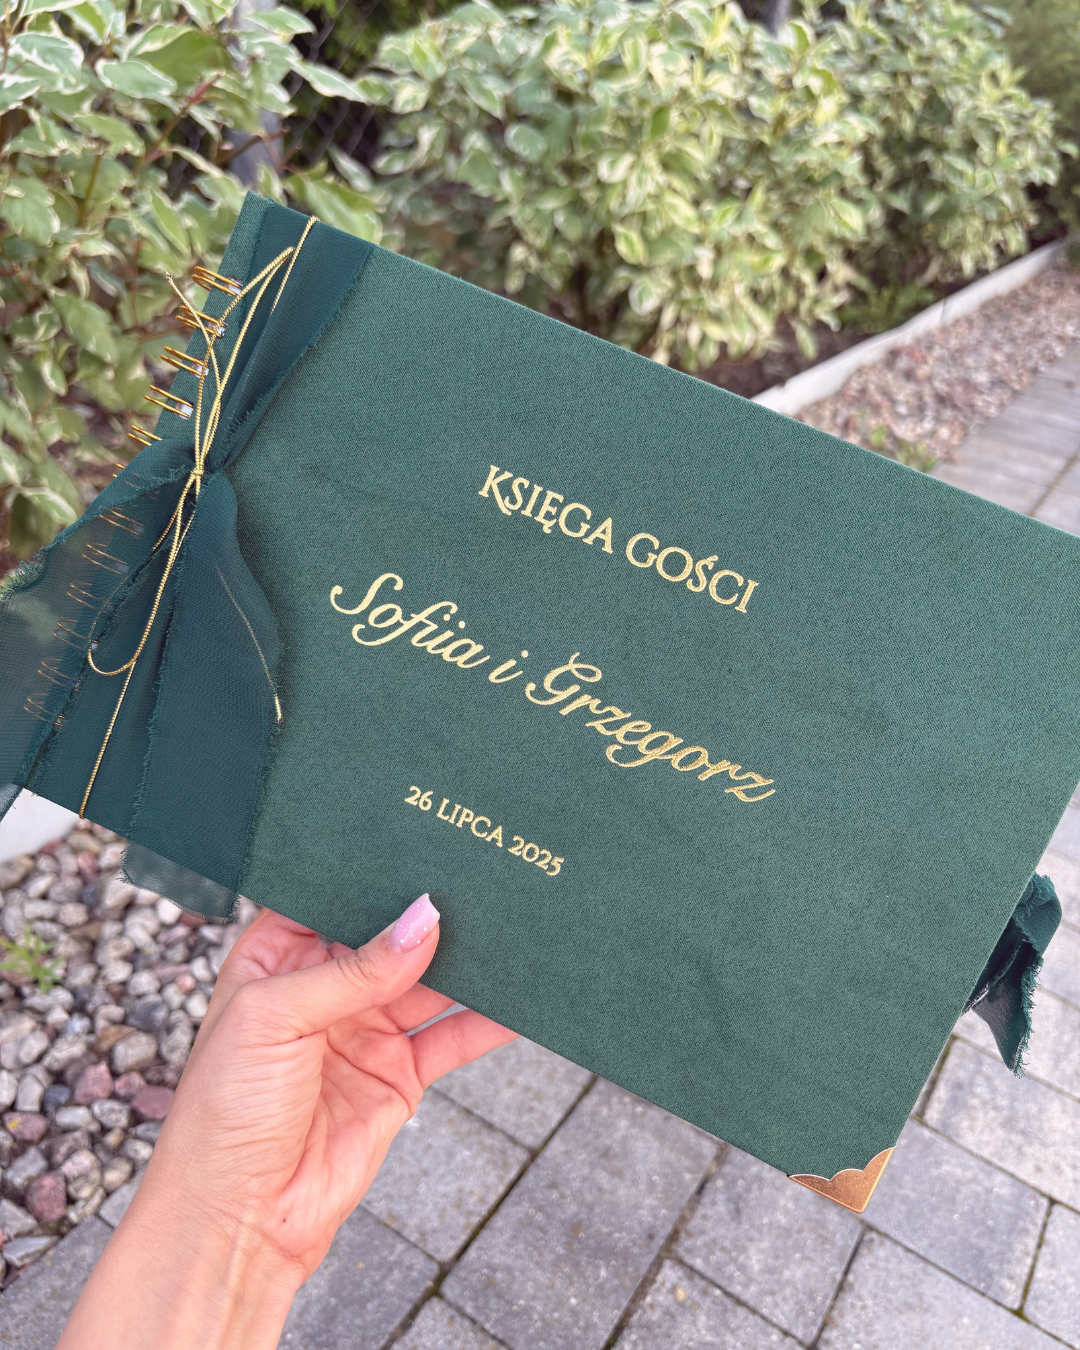 KSIĘGA GOŚCI
Sofiia i Grzegorz
26 LIPCA 2025